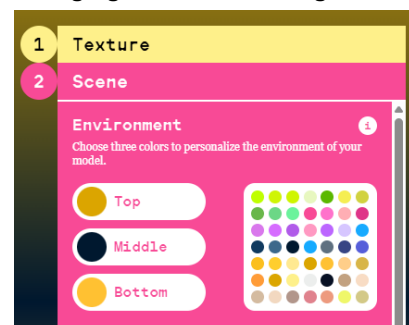 1 Texture
2 Scene
Environment i
Choose three colors to personalize the environment of your
model.
Top
Middle
Bottom